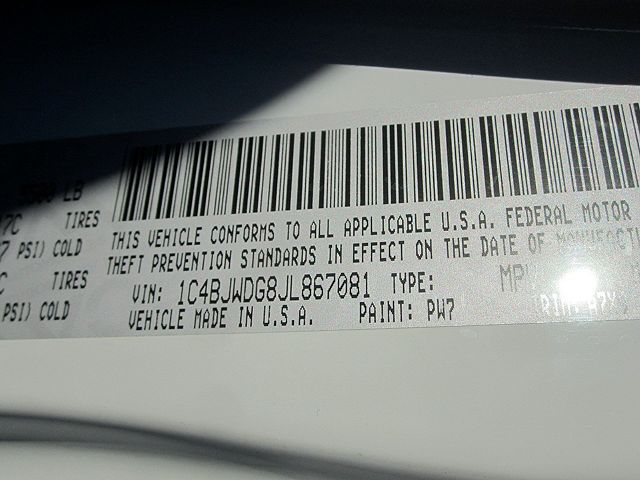 LB
TIRES
PSI) COLD
TIRES
PSI) COLD
THIS VEHICLE CONFORMS TO ALL APPLICABLE U.S.A. FEDERAL MOTOR
THEFT PREVENTION STANDARDS IN EFFECT ON THE DATE OF
VIN: 1C4BJWDG8JL867081 TYPE:
VEHICLE MADE IN U.S.A. PAINT: PW7